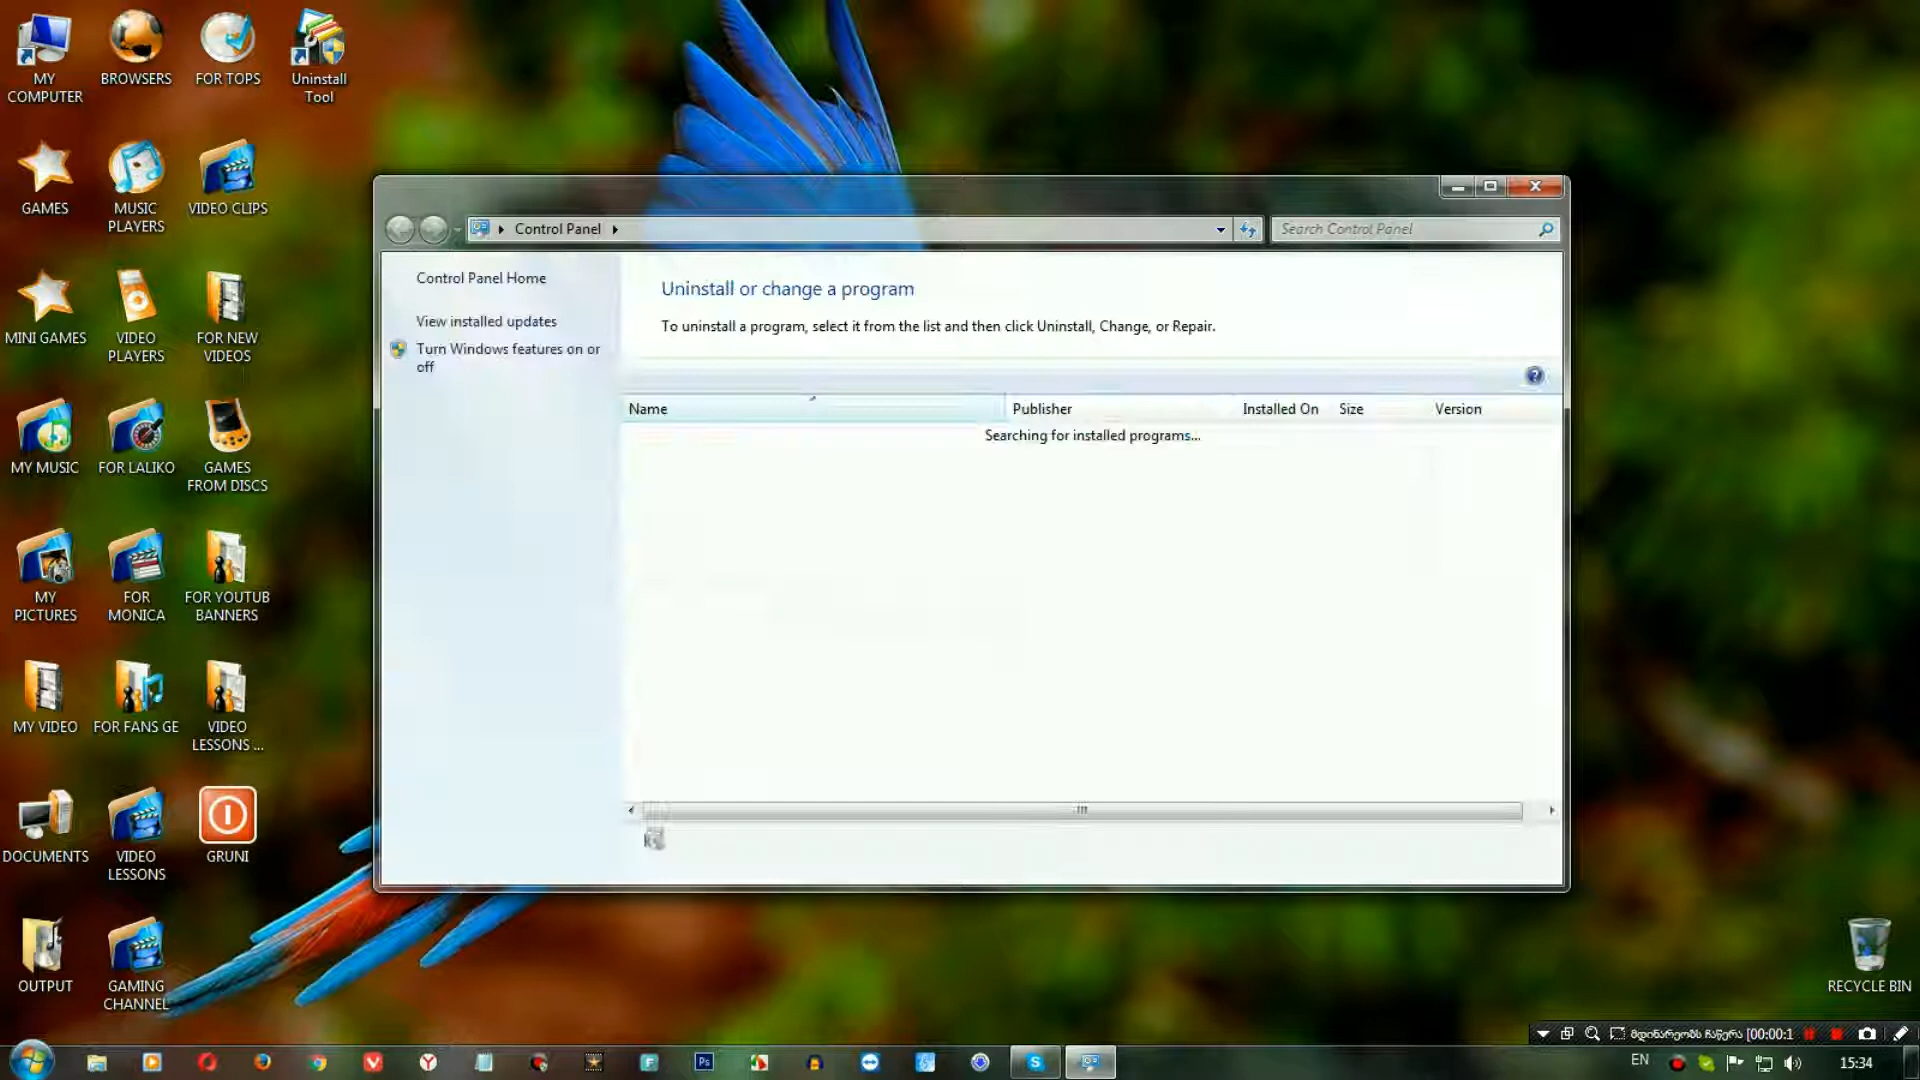 MY
COMPUTER
BROWSERS
FOR TOPS
Uninstall
Tool
GAMES
MUSIC
PLAYERS
VIDEO CLIPS
MINI GAMES
VIDEO
PLAYERS
FOR NEW
VIDEOS
MY MUSIC
FOR LALIKO
GAMES
FROM DISCS
MY
PICTURES
FOR
MONICA
FOR YOUTUB
BANNERS
MY VIDEO
FOR FANS GE
VIDEO
LESSONS ...
DOCUMENTS
VIDEO
LESSONS
GRUNI
OUTPUT
GAMING
CHANNEL
Control Panel
Search Control Panel
Control Panel Home
View installed updates
Turn Windows features on or
off
Uninstall or change a program
To uninstall a program, select it from the list and then click Uninstall, Change, or Repair.
Name
Publisher
Installed On
Size
Version
Searching for installed programs...
RECYCLE BIN
მდინარეობს ჩაწერა [00:00:1
EN
15:34